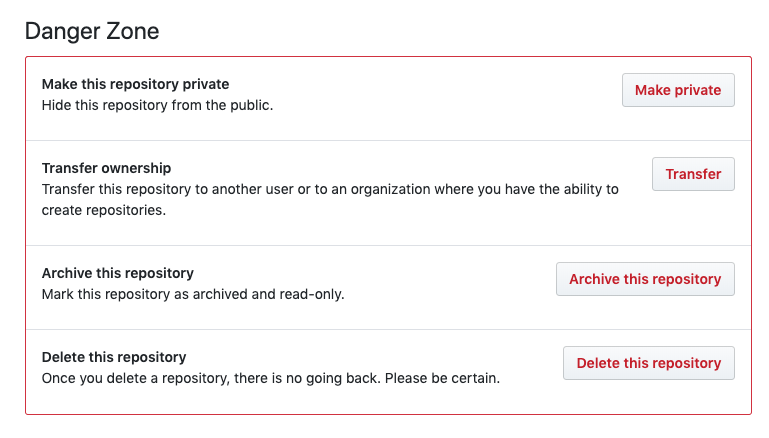 Danger Zone
Make this repository private
Hide this repository from the public.
Make private
Transfer ownership
Transfer this repository to another user or to an organization where you have the ability to
create repositories.
Transfer
Archive this repository
Mark this repository as archived and read-only.
Archive this repository
Delete this repository
Once you delete a repository, there is no going back. Please be certain.
Delete this repository